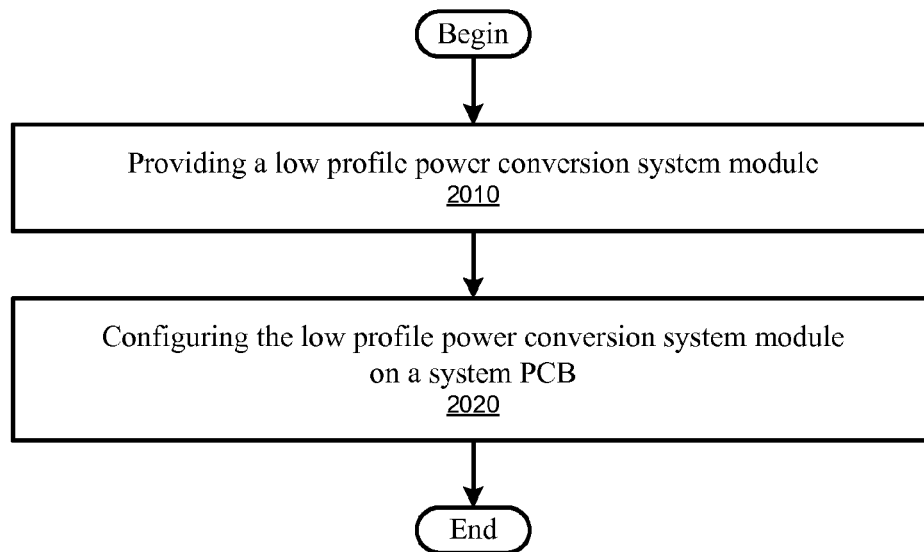 Begin
Providing a low profile power conversion system module
2010
Configuring the low profile power conversion system module
on a system PCB
2020
End